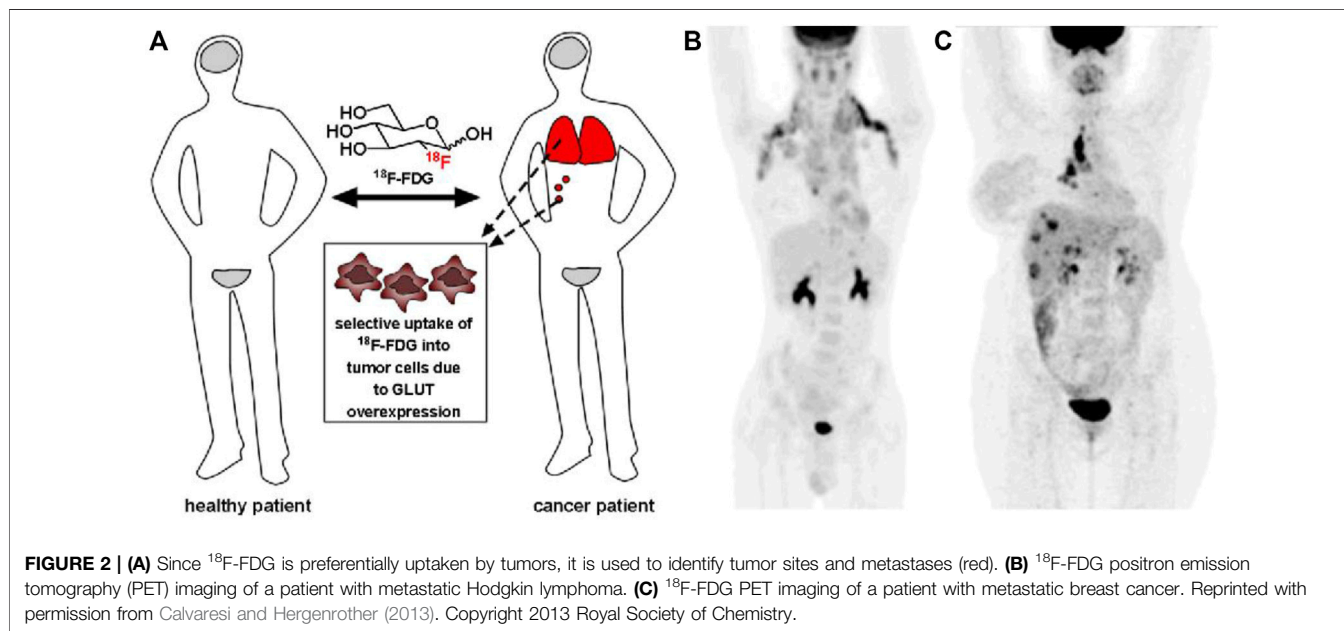 A
B
C
HO
HO
HO
O
OH
¹⁸F
¹⁸F-FDG
selective uptake of
¹⁸F-FDG into
tumor cells due
to GLUT
overexpression
healthy patient
cancer patient
FIGURE 2 | (A) Since ¹⁸F-FDG is preferentially uptaken by tumors, it is used to identify tumor sites and metastases (red). (B) ¹⁸F-FDG positron emission
tomography (PET) imaging of a patient with metastatic Hodgkin lymphoma. (C) ¹⁸F-FDG PET imaging of a patient with metastatic breast cancer. Reprinted with
permission from Calvaresi and Hergenrother (2013). Copyright 2013 Royal Society of Chemistry.